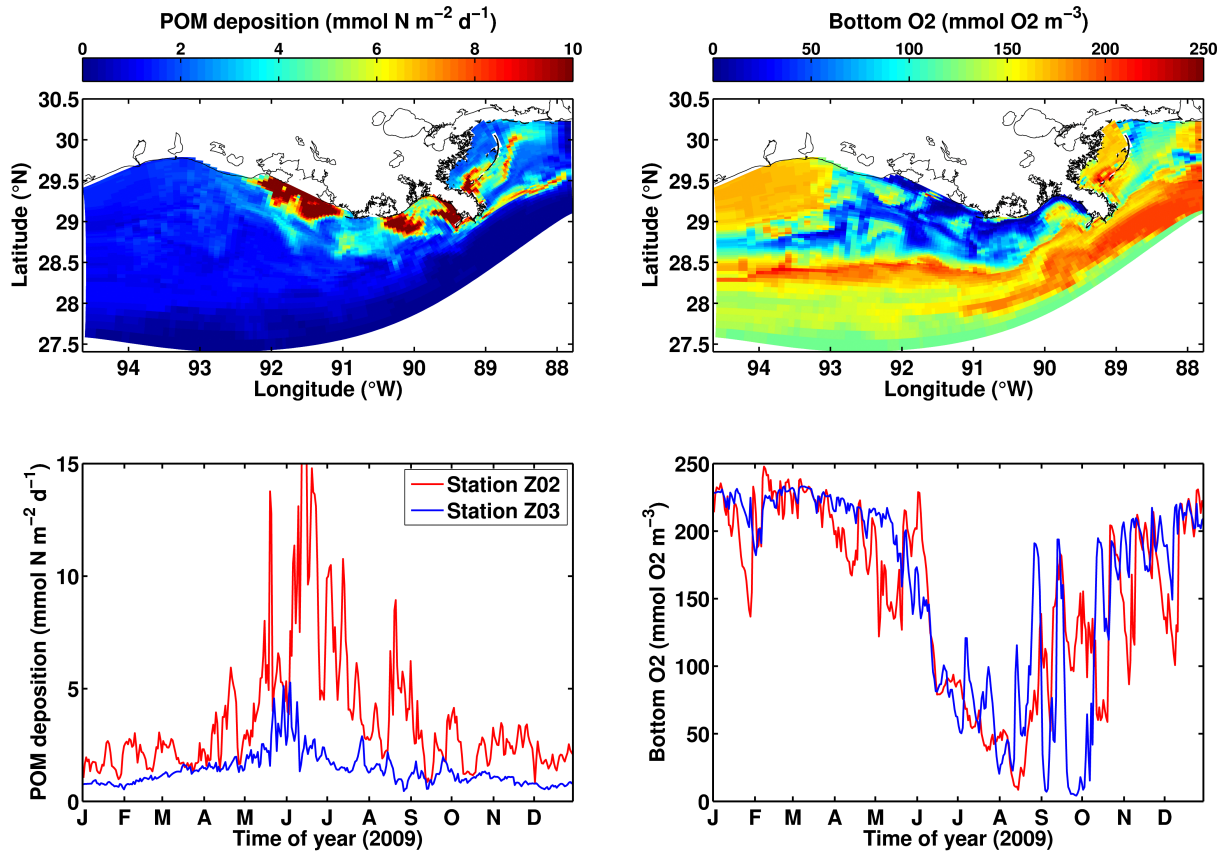 POM deposition (mmol N m−2 d−1)
0 2 4 6 8 10
30.5
30
29.5
29
28.5
28
27.5
Latitude (°N)
94 93 92 91 90 89 88
Longitude (°W)
Bottom O2 (mmol O2 m−3)
0 50 100 150 200 250
30.5
30
29.5
29
28.5
28
27.5
Latitude (°N)
94 93 92 91 90 89 88
Longitude (°W)
15
10
5
0
POM deposition (mmol N m−2 d−1)
Station Z02
Station Z03
J F M A M J J A S O N D
Time of year (2009)
250
200
150
100
50
0
Bottom O2 (mmol O2 m−3)
J F M A M J J A S O N D
Time of year (2009)